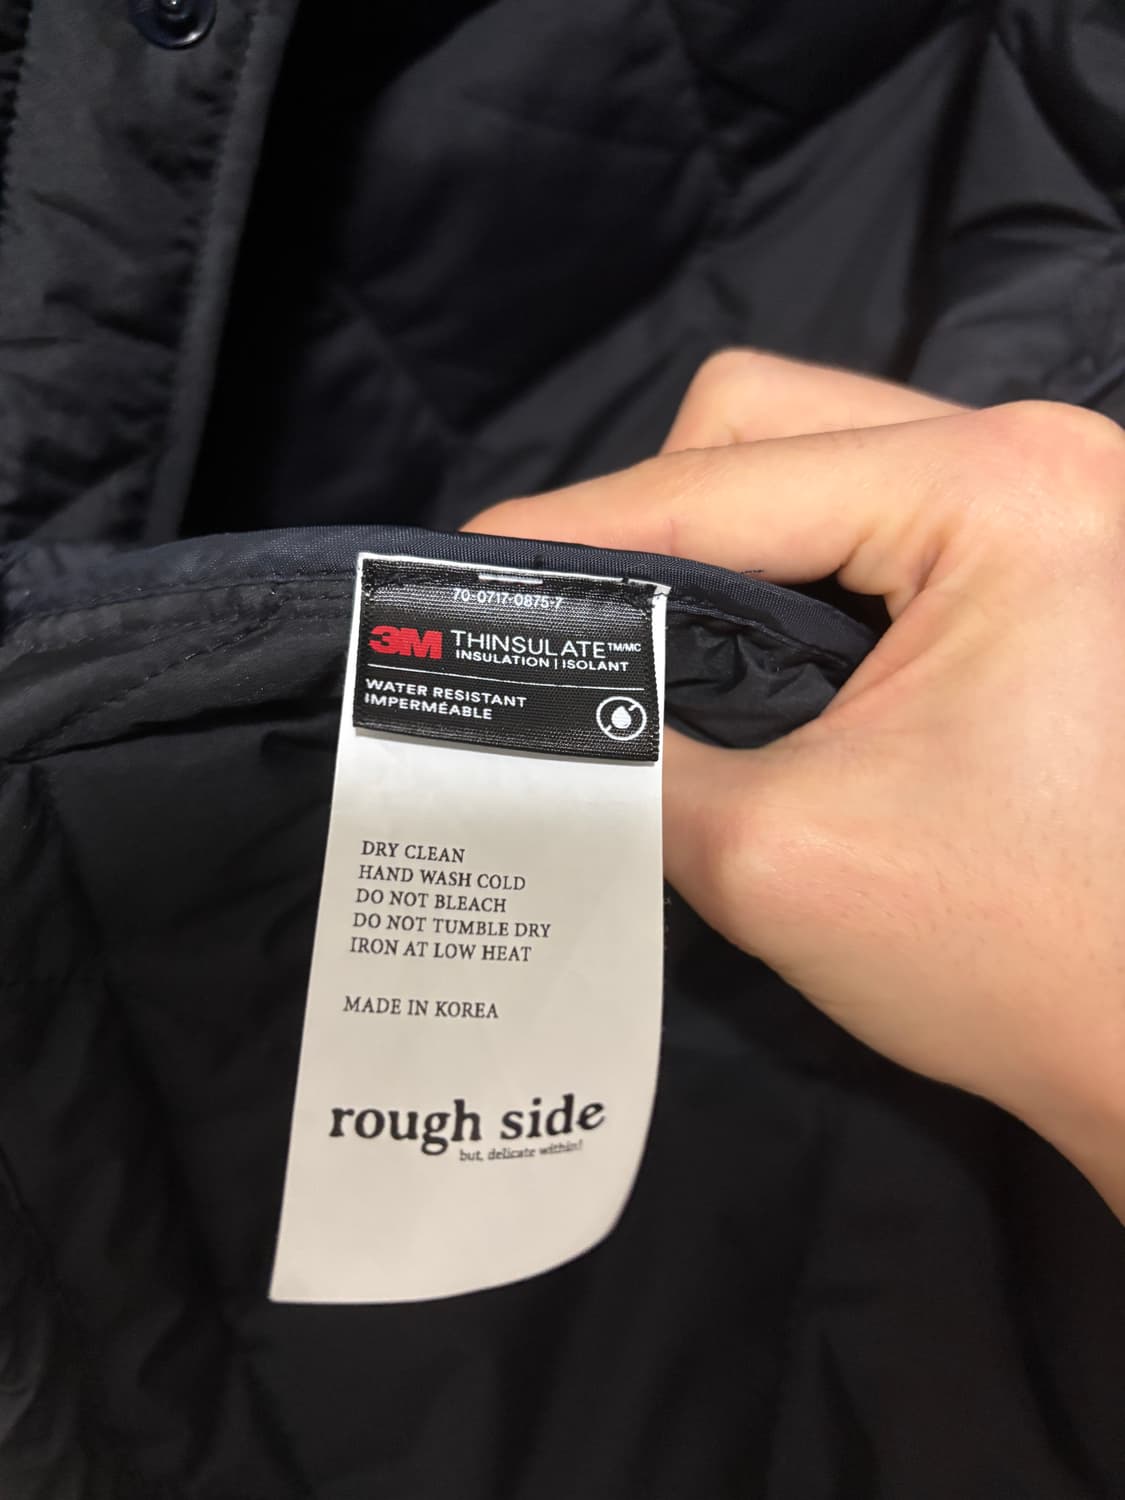 70-0717-0875-7
3M THINSULATE™/MC
INSULATION | ISOLANT
WATER RESISTANT
IMPERMÉABLE
DRY CLEAN
HAND WASH COLD
DO NOT BLEACH
DO NOT TUMBLE DRY
IRON AT LOW HEAT
MADE IN KOREA
rough side
but, delicate within!